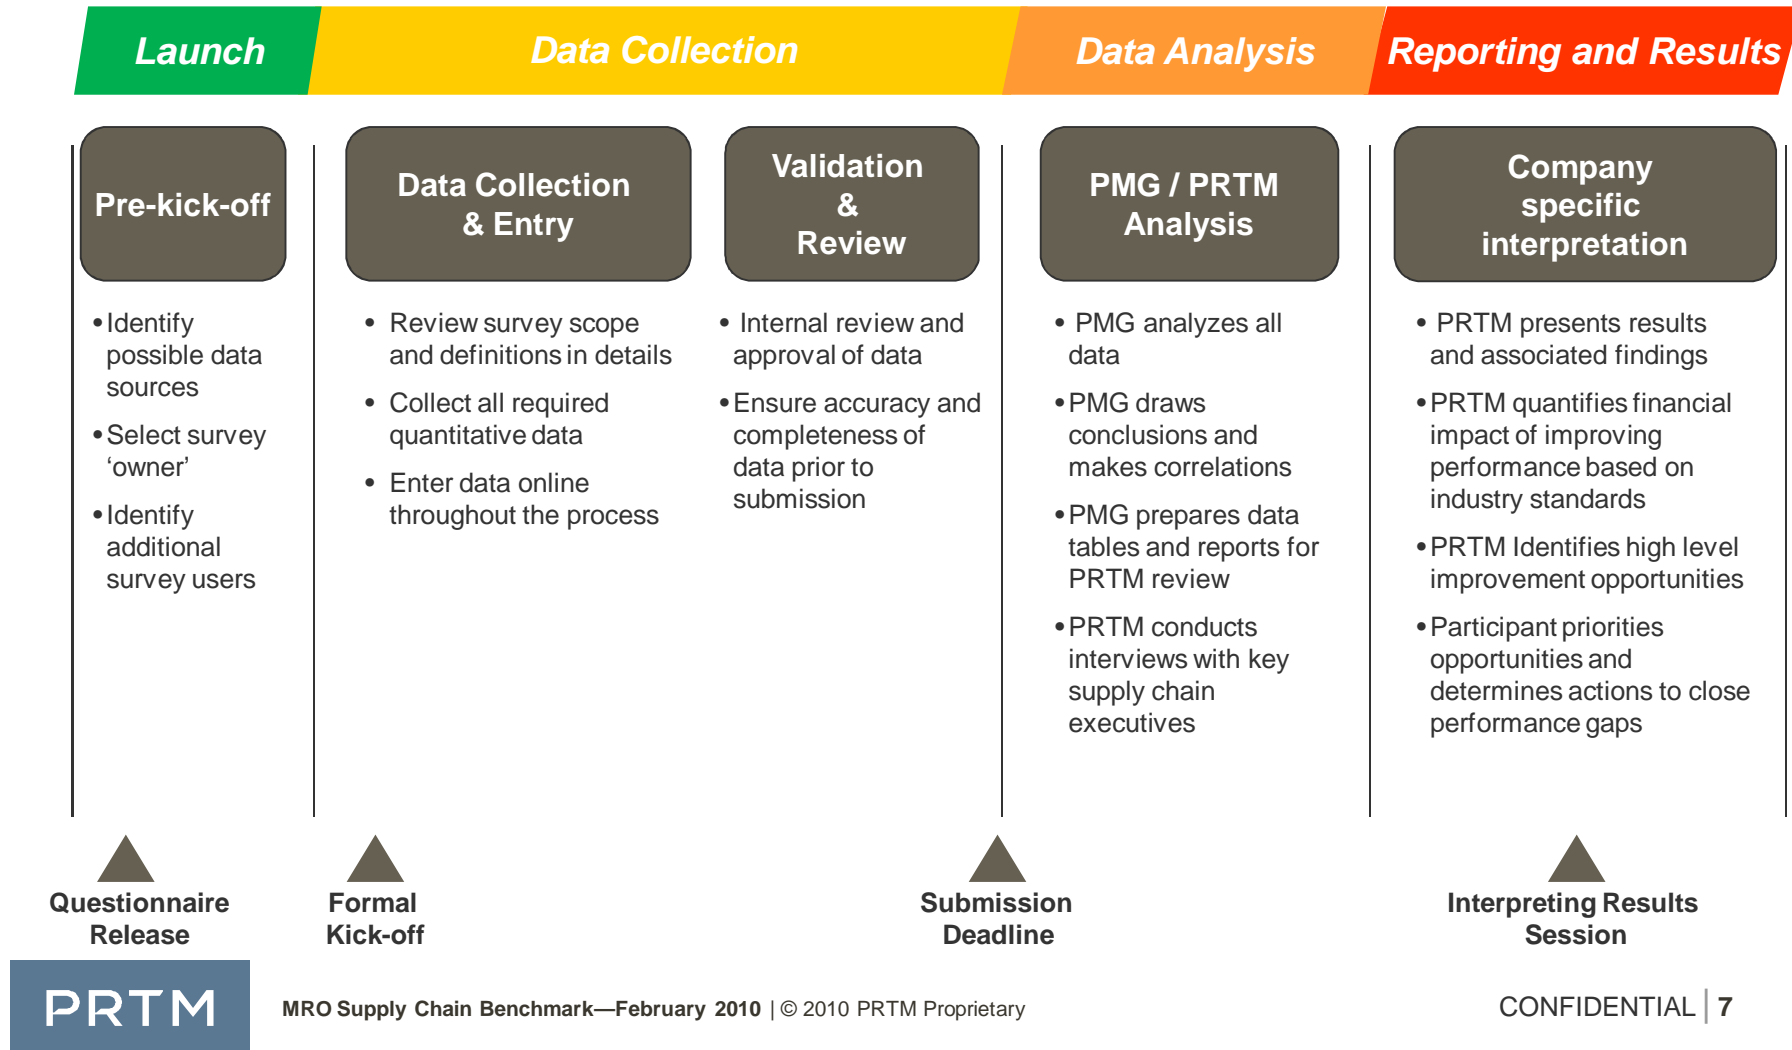 Launch
Data Collection
Data Analysis
Reporting and Results
Pre-kick-off
Data Collection
& Entry
Validation
&
Review
PMG / PRTM
Analysis
Company
specific
interpretation
•Identify
possible data
sources
•Select survey
‘owner’
•Identify
additional
survey users
• Review survey scope
and definitions in details
• Collect all required
quantitative data
• Enter data online
throughout the process
• Internal review and
approval of data
•Ensure accuracy and
completeness of
data prior to
submission
• PMG analyzes all
data
•PMG draws
conclusions and
makes correlations
•PMG prepares data
tables and reports for
PRTM review
•PRTM conducts
interviews with key
supply chain
executives
• PRTM presents results
and associated findings
•PRTM quantifies financial
impact of improving
performance based on
industry standards
•PRTM Identifies high level
improvement opportunities
•Participant priorities
opportunities and
determines actions to close
performance gaps
Questionnaire
Release
Formal
Kick-off
Submission
Deadline
Interpreting Results
Session
PRTM
MRO Supply Chain Benchmark—February 2010 | © 2010 PRTM Proprietary
CONFIDENTIAL | 7